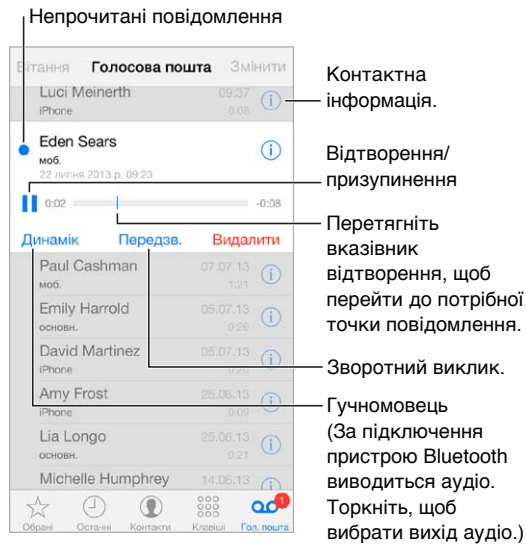 Непрочитані повідомлення
Вітання Голосова пошта Змінити
Luci Meinerth 09:37
iPhone 0:08
Контактна
інформація.
Eden Sears
моб.
22 липня 2013 р. 09:23
Відтворення/
призупинення
0:02 -0:08
Динамік Передзв. Видалити
Перетягніть
вказівник
відтворення, щоб
перейти до потрібної
точки повідомлення.
Paul Cashman 07.07.13
моб. 1:21
Emily Harrold 05.07.13
основн. 0:26
David Martinez 05.07.13
iPhone
Зворотний виклик.
Amy Frost 25.06.13
iPhone 0:09
Lia Longo 25.06.13
основн. 0:21
Michelle Humphrey 14.06.13
Гучномовець
(За підключення
пристрою Bluetooth
виводиться аудіо.
Торкніть, щоб
вибрати вихід аудіо.)
1
Обрані Останні Контакти Клавіші Гол. пошта